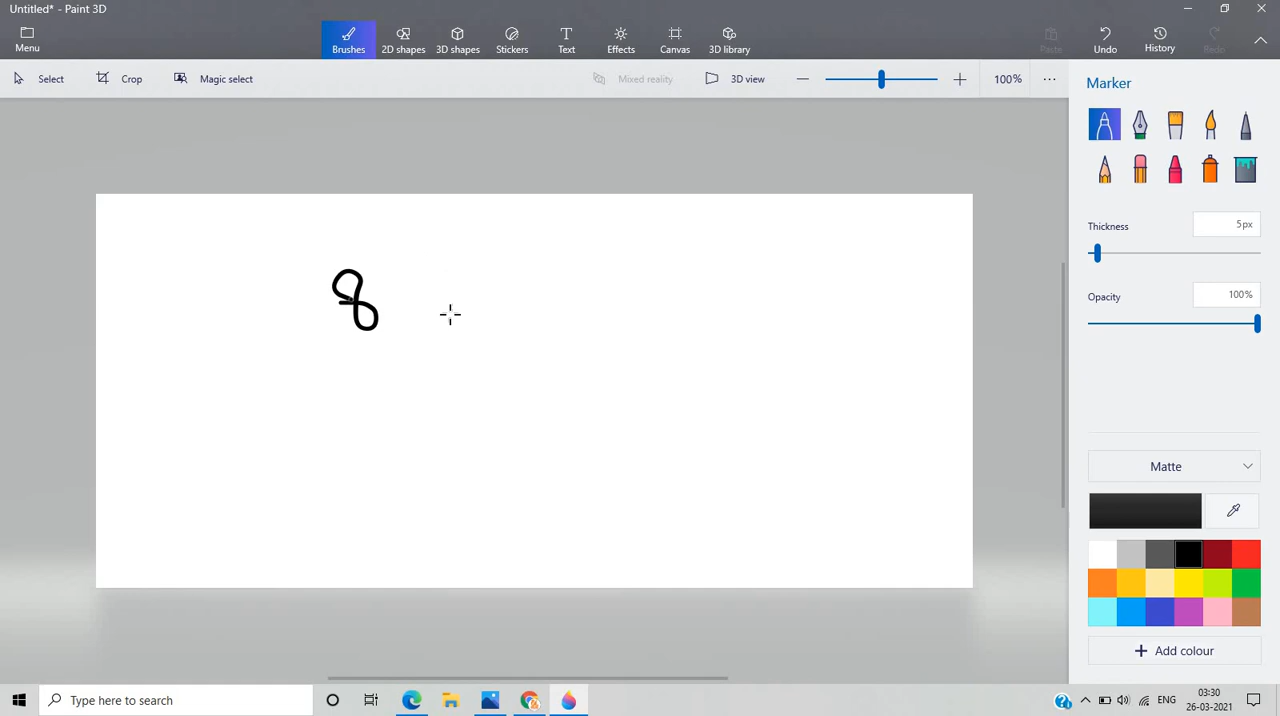 Untitled* - Paint 3D
Menu
Brushes 2D shapes 3D shapes Stickers Text Effects Canvas 3D library Paste Undo History Redo
Select Crop Magic select Mixed reality 3D view 100%
Marker
Thickness 5px
Opacity 100%
8
Matte
Add colour
Type here to search
ENG
03:30
26-03-2021